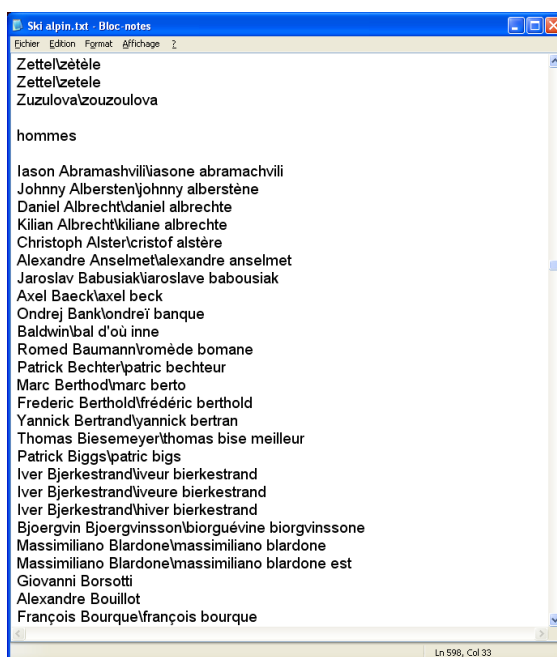 Ski alpin.txt - Bloc-notes
Fichier Edition Format Affichage ?
Zettel\zètèle
Zettel\zetele
Zuzulova\zouzoulova
hommes
Iason Abramashvili\iasone abramachvili
Johnny Albersten\johnny alberstène
Daniel Albrecht\daniel albrechte
Kilian Albrecht\kiliane albrechte
Christoph Alster\cristof alstère
Alexandre Anselmet\alexandre anselmet
Jaroslav Babusiak\iaroslave babousiak
Axel Baeck\axel beck
Ondrej Bank\ondreï banque
Baldwin\bal d'où inne
Romed Baumann\romède bomane
Patrick Bechter\patric bechteur
Marc Berthod\marc berto
Frederic Berthold\frédéric berthold
Yannick Bertrand\yannick bertran
Thomas Biesemeyer\thomas bise meilleur
Patrick Biggs\patric bigs
Iver Bjerkestrand\iveur bierkestrand
Iver Bjerkestrand\iveure bierkestrand
Iver Bjerkestrand\hiver bierkestrand
Bjoergvin Bjoergvinsson\biorguévine biorgvinssone
Massimiliano Blardone\massimiliano blardone
Massimiliano Blardone\massimiliano blardone est
Giovanni Borsotti
Alexandre Bouillot
François Bourque\françois bourque
Ln 598, Col 33